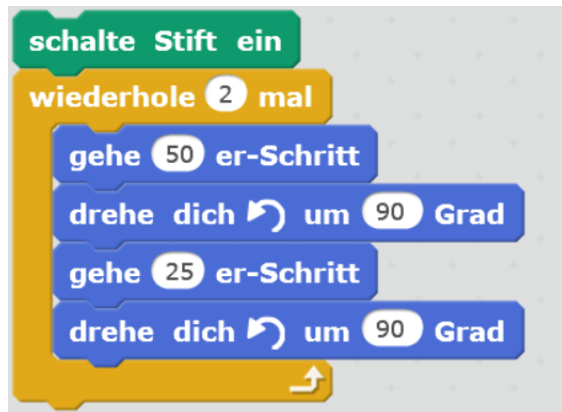 schalte Stift ein
wiederhole 2 mal
gehe 50 er-Schritt
drehe dich um 90 Grad
gehe 25 er-Schritt
drehe dich um 90 Grad